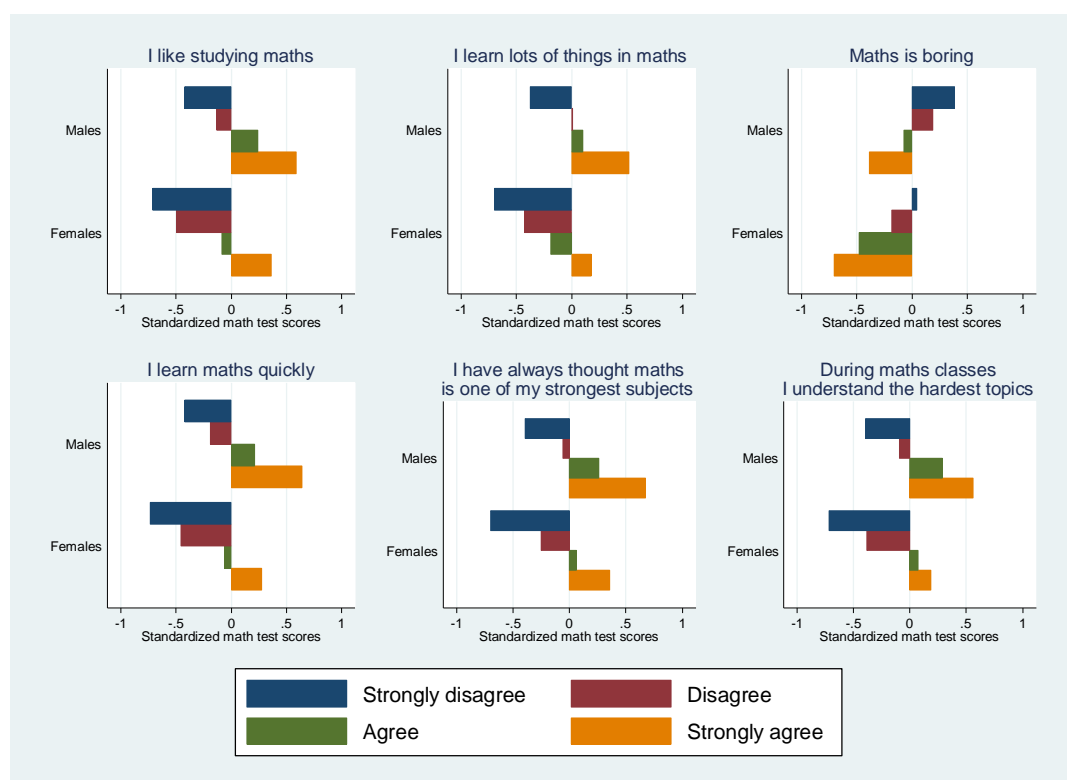 I like studying maths
Males
Females
-1 -.5 0 .5 1
Standardized math test scores
I learn lots of things in maths
Males
Females
-1 -.5 0 .5 1
Standardized math test scores
Maths is boring
Males
Females
-1 -.5 0 .5 1
Standardized math test scores
I learn maths quickly
Males
Females
-1 -.5 0 .5 1
Standardized math test scores
I have always thought maths
is one of my strongest subjects
Males
Females
-1 -.5 0 .5 1
Standardized math test scores
During maths classes
I understand the hardest topics
Males
Females
-1 -.5 0 .5 1
Standardized math test scores
Strongly disagree Disagree
Agree Strongly agree